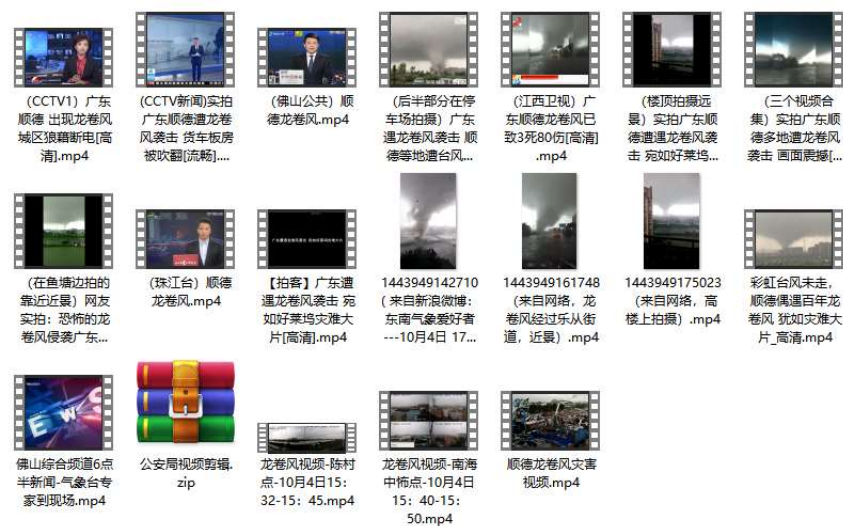 （CCTV1）广东
顺德 出现龙卷风
城区狼藉断电[高
清].mp4
(CCTV新闻)实拍
广东顺德遭龙卷
风袭击 货车板房
被吹翻[流畅]....
（佛山公共）顺
德龙卷风.mp4
（后半部分在停
车场拍摄）广东
遇龙卷风袭击 顺
德等地遭台风...
（江西卫视）广
东顺德龙卷风已
致3死80伤[高清]
.mp4
（楼顶拍摄远
景）实拍广东顺
德遭遇龙卷风袭
击 宛如好莱坞...
（三个视频合
集）实拍广东顺
德多地遭龙卷风
袭击 画面震撼[...
（在鱼塘边拍的
靠近近景）网友
实拍：恐怖的龙
卷风侵袭广东...
（珠江台）顺德
龙卷风.mp4
【拍客】广东遭
遇龙卷风袭击 宛
如好莱坞灾难大
片[高清].mp4
1443949142710
（来自新浪微博：
东南气象爱好者
---10月4日 17...
1443949161748
（来自网络，龙
卷风经过乐从街
道，近景）.mp4
1443949175023
（来自网络，高
楼上拍摄）.mp4
彩虹台风未走，
顺德偶遇百年龙
卷风 犹如灾难大
片_高清.mp4
NEWS
佛山综合频道6点
半新闻-气象台专
家到现场.mp4
公安局视频剪辑.
zip
龙卷风视频-陈村
点-10月4日15：
32-15：45.mp4
龙卷风视频-南海
中怖点-10月4日
15：40-15：
50.mp4
顺德龙卷风灾害
视频.mp4